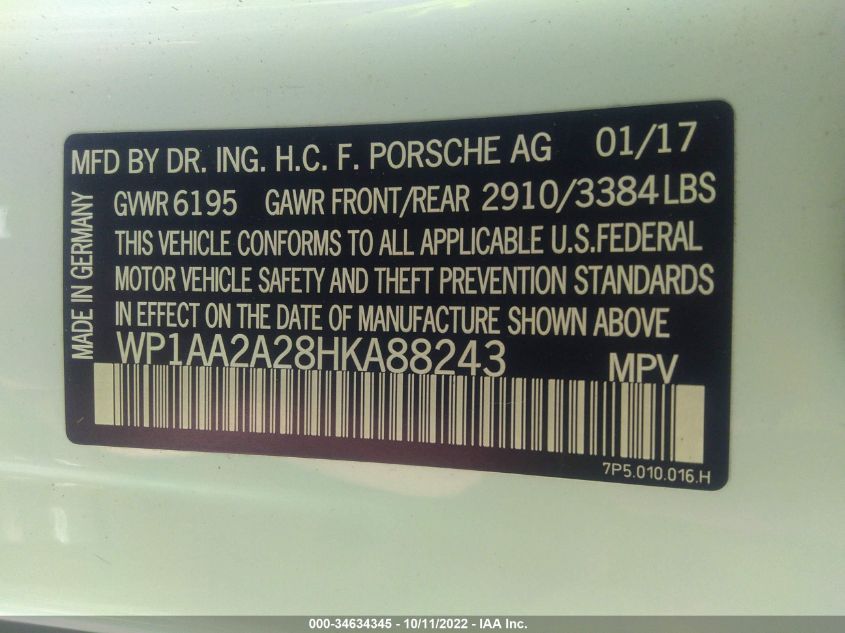 MFD BY DR. ING. H.C. F. PORSCHE AG 01/17
GVWR 6195 GAWR FRONT/REAR 2910/3384 LBS
THIS VEHICLE CONFORMS TO ALL APPLICABLE U.S.FEDERAL
MOTOR VEHICLE SAFETY AND THEFT PREVENTION STANDARDS
IN EFFECT ON THE DATE OF MANUFACTURE SHOWN ABOVE
WP1AA2A28HKA88243 MPV
MADE IN GERMANY
7P5.010.016.H
000-34634345 - 10/11/2022 - IAA Inc.